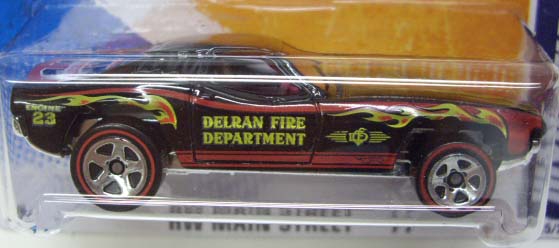 ENGINE
23
DELRAN FIRE
DEPARTMENT
HW MAIN STREET